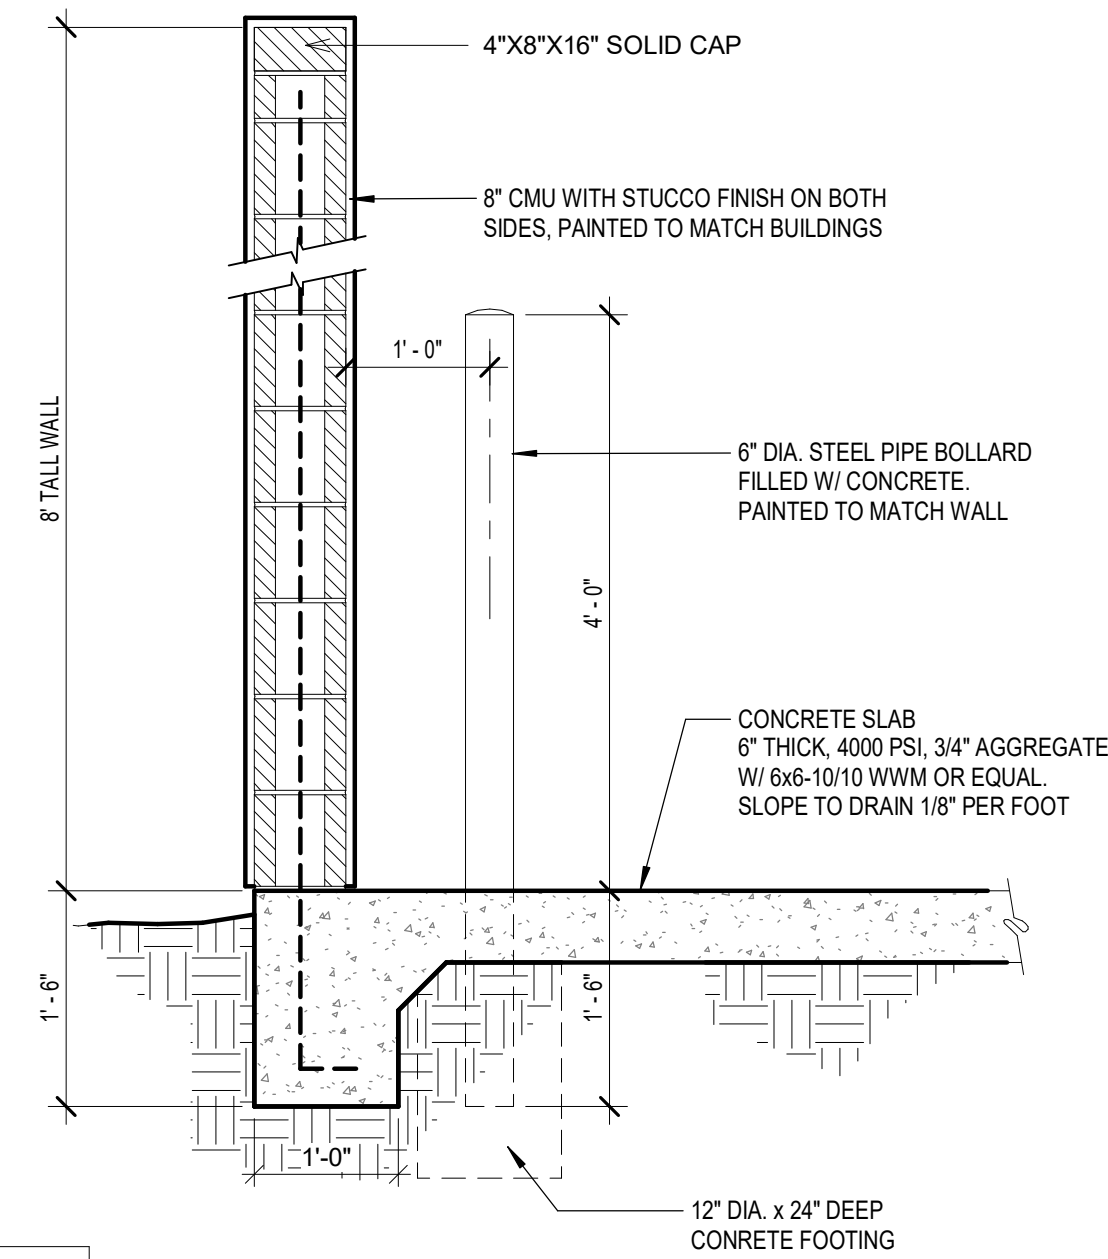 4"X8"X16" SOLID CAP
8" CMU WITH STUCCO FINISH ON BOTH
SIDES, PAINTED TO MATCH BUILDINGS
1' - 0"
8' TALL WALL
6" DIA. STEEL PIPE BOLLARD
FILLED W/ CONCRETE.
PAINTED TO MATCH WALL
4' - 0"
CONCRETE SLAB
6" THICK, 4000 PSI, 3/4" AGGREGATE
W/ 6x6-10/10 WWM OR EQUAL.
SLOPE TO DRAIN 1/8" PER FOOT
1' - 6"
1' - 6"
1'-0"
12" DIA. x 24" DEEP
CONRETE FOOTING